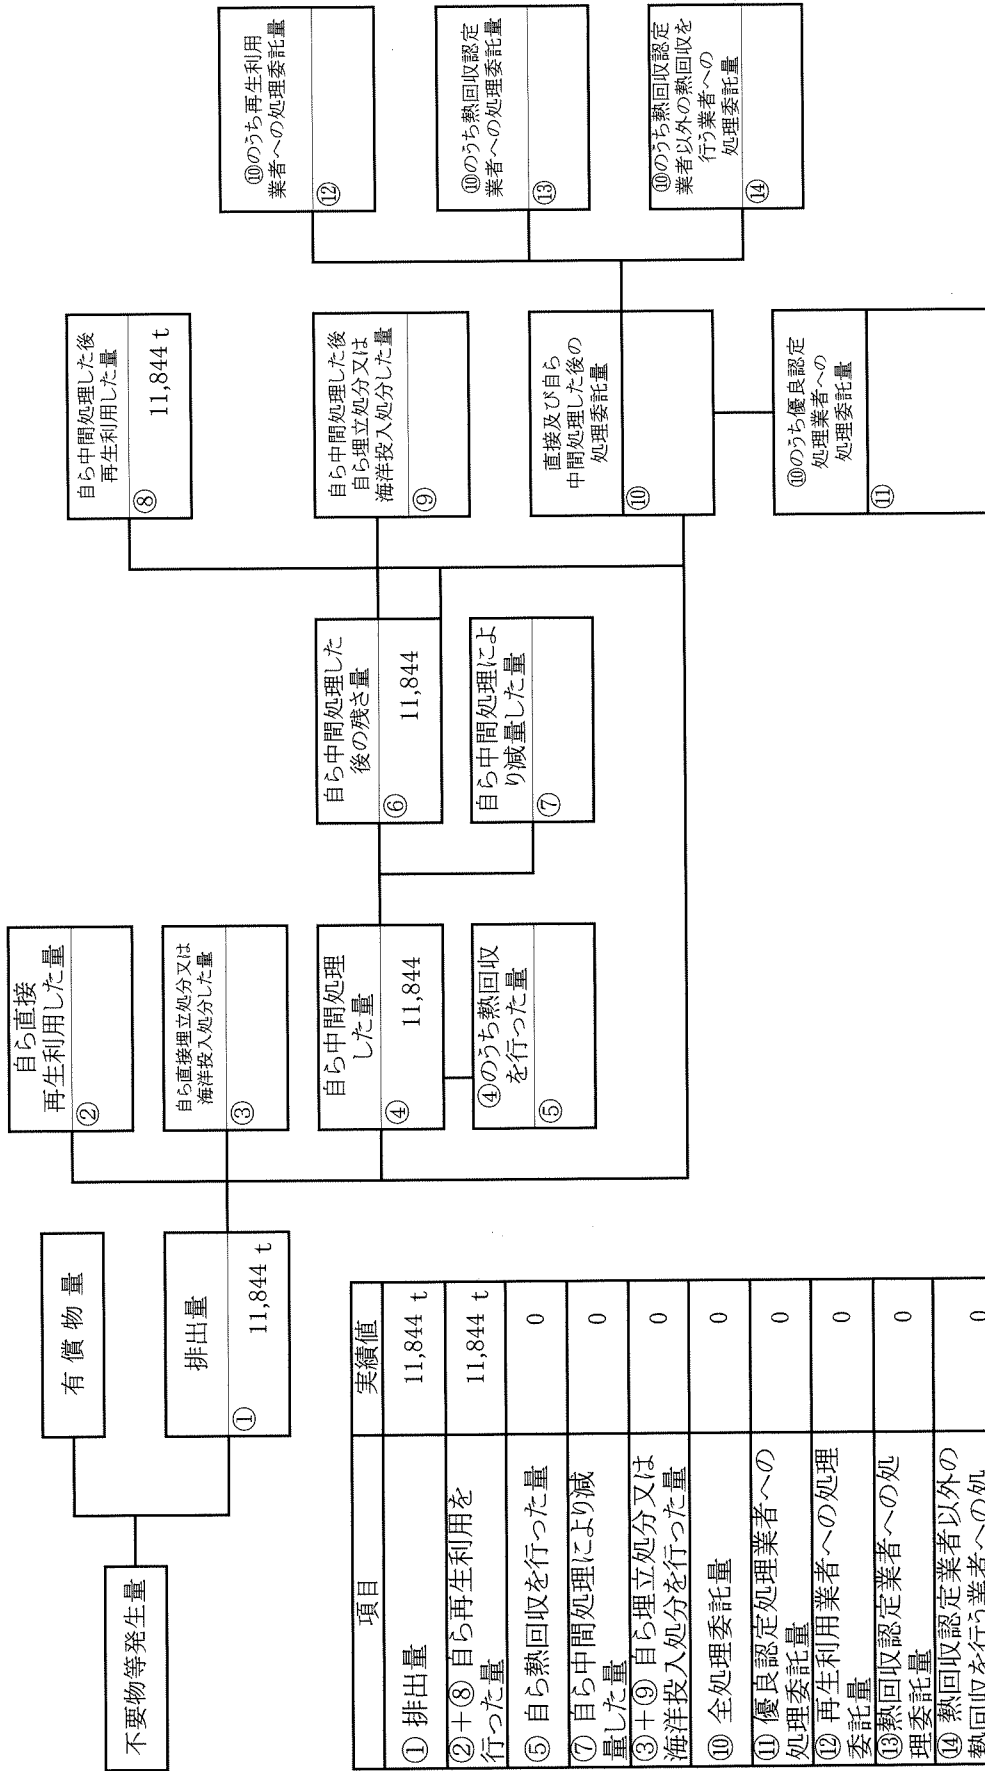 不要物等発生量
有 償 物 量
排出量
①
11,844 t
自ら直接
再生利用した量
②
自ら直接埋立処分又は
海洋投入処分した量
③
自ら中間処理
した量
④
11,844
④のうち熱回収
を行った量
⑤
自ら中間処理した
後の残さ量
⑥
11,844
自ら中間処理によ
り減量した量
⑦
自ら中間処理した後
再生利用した量
⑧
11,844 t
自ら中間処理した後
自ら埋立処分又は
海洋投入処分した量
⑨
直接及び自ら
中間処理した後の
処理委託量
⑩
⑩のうち優良認定
処理業者への
処理委託量
⑪
⑩のうち再生利用
業者への処理委託量
⑫
⑩のうち熱回収認定
業者への処理委託量
⑬
⑩のうち熱回収認定
業者以外の熱回収を
行う業者への
処理委託量
⑭
項目 実績値
① 排出量 11,844 t
②+⑧ 自ら再生利用を
行った量 11,844 t
⑤ 自ら熱回収を行った量 0
⑦ 自ら中間処理により減
量した量 0
③+⑨ 自ら埋立処分又は
海洋投入処分を行った量 0
⑩ 全処理委託量 0
⑪ 優良認定処理業者への
処理委託量 0
⑫ 再生利用業者への処理
委託量 0
⑬熱回収認定業者への処
理委託量 0
⑭ 熱回収認定業者以外の
熱回収を行う業者への処 0